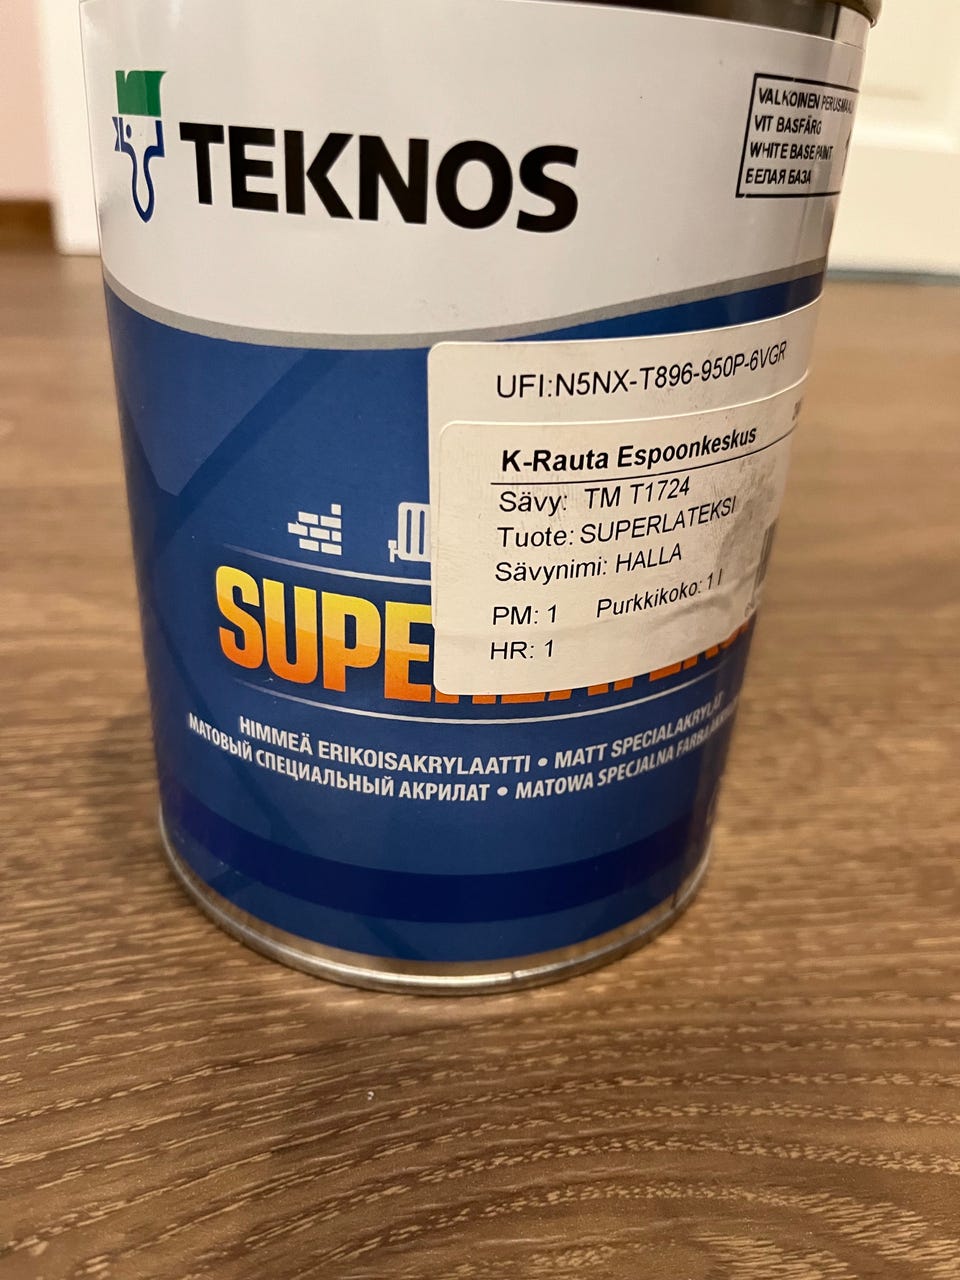 TEKNOS
VALKOINEN PERUSMAALI
VIT BASFÄRG
WHITE BASE PAINT
БЕЛАЯ БАЗА
UFI:N5NX-T896-950P-6VGR
K-Rauta Espoonkeskus
Sävy: TM T1724
Tuote: SUPERLATEKSI
Sävynimi: HALLA
PM: 1 Purkkikoko: 1 l
HR: 1
HIMMEÄ ERIKOISAKRYLAATTI • MATT SPECIALAKRYLAT
МАТОВЫЙ СПЕЦИАЛЬНЫЙ АКРИЛАТ • MATOWA SPECJALNA FARBA